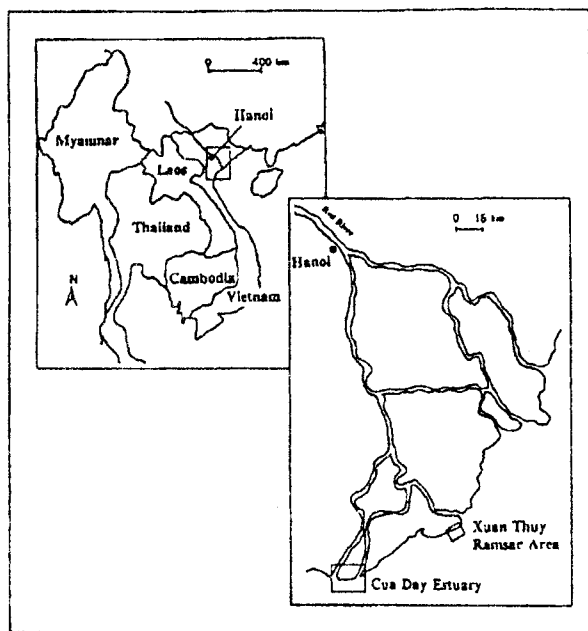 0 400 km
Hanoi
Myanmar
Laos
Thailand
N
Cambodia
Vietnam
Red River
0 15 km
Hanoi
Xuan Thuy
Ramsar Area
Cua Day Estuary